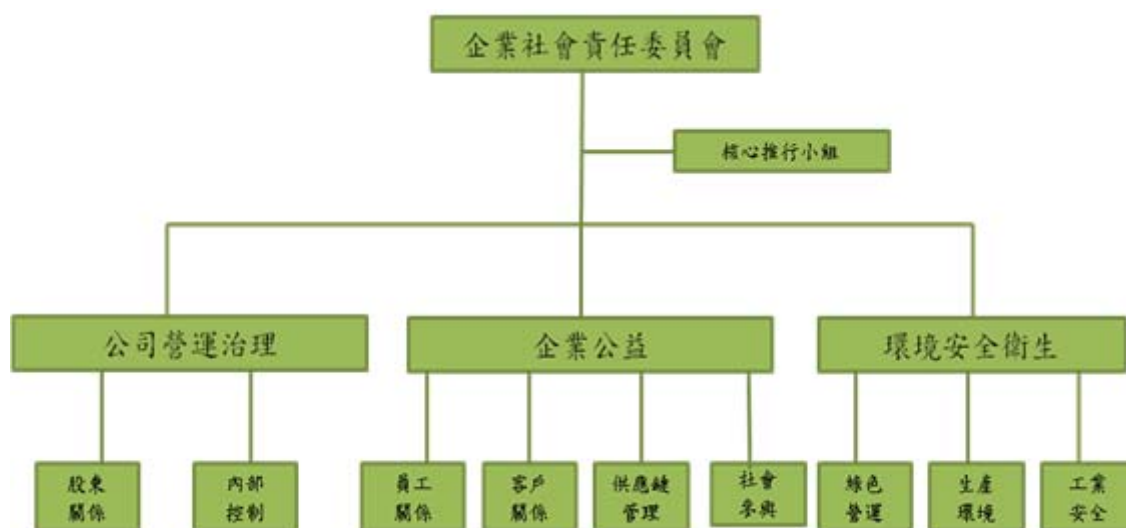 企業社會責任委員會
核心推行小組
公司營運治理
企業公益
環境安全衛生
股東
關係
內部
控制
員工
關係
客戶
關係
供應鏈
管理
社會
參與
綠色
營運
生產
環境
工業
安全